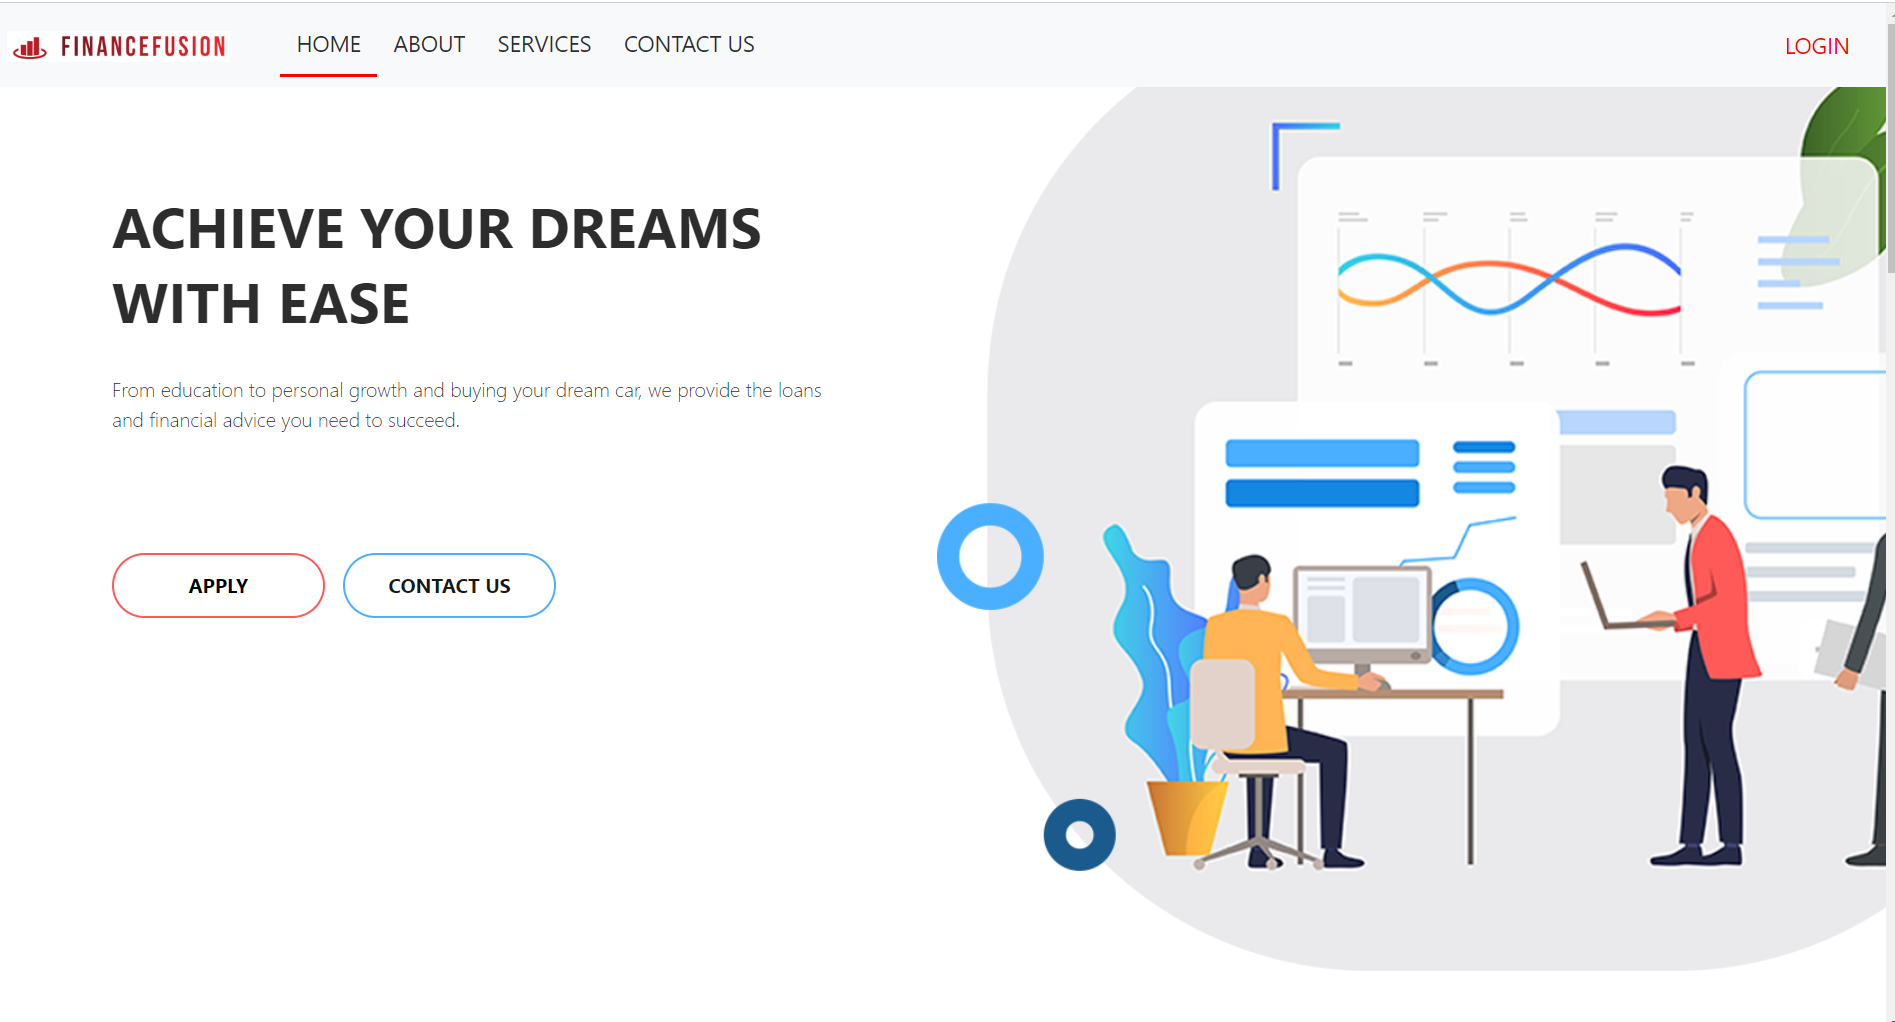 FINANCEFUSION
HOME ABOUT SERVICES CONTACT US
LOGIN
ACHIEVE YOUR DREAMS
WITH EASE
From education to personal growth and buying your dream car, we provide the loans
and financial advice you need to succeed.
APPLY CONTACT US